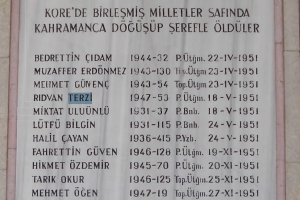 KORE'DE BİRLEŞMİŞ MİLLETLER SAFINDA
KAHRAMANCA DÖĞÜŞÜP ŞEREFLE ÖLDÜLER
BEDRETTİN ÇIDAM 1944-32 P.Ütğm. 22-IV-1951
MUZAFFER ERDÖNMEZ 1943-130 23-IV-1951
MEHMET GÜVENÇ 1943-54 Top.Ütğm. 23-IV-1951
RIDVAN TERZİ 1947-53 P.Ütğm. 18-V-1951
MİKTAT ULUÜNLÜ 1931-37 P.Bnb. 18-V-1951
LÜTFÜ BİLGİN 1931-115 P.Bnb. 24-V-1951
HALİL ÇAVAN 1936-415 P.Yzb. 24-V-1951
FAHRETTİN GÜVEN 1946-126 P.Ütğm. 19-XI-1951
HİKMET ÖZDEMİR 1945-70 P.Ütğm. 20-XI-1951
TARIK OKUR 1946-125 Top.Ütğm. 25-XI-1951
MEHMET ÖGEN 1947-19 Top.Ütğm. 27-XI-1951